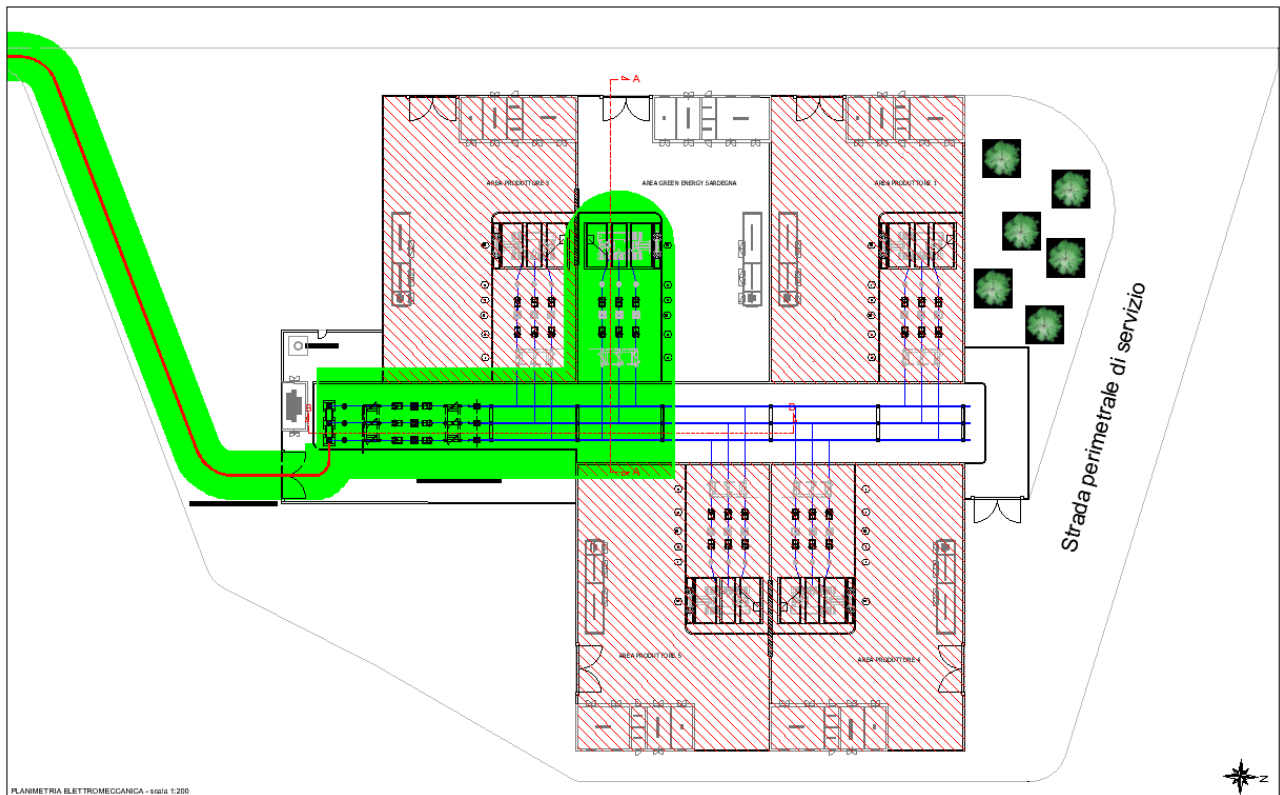 A
AREA PRODUTTORE 3
AREA GREEN ENERGY SARDEGNA
AREA PRODUTTORE 1
Strada perimetrale di servizio
B
B
A
AREA PRODUTTORE 5
AREA PRODUTTORE 4
Z
PLANIMETRIA ELETTROMECCANICA - scala 1:200